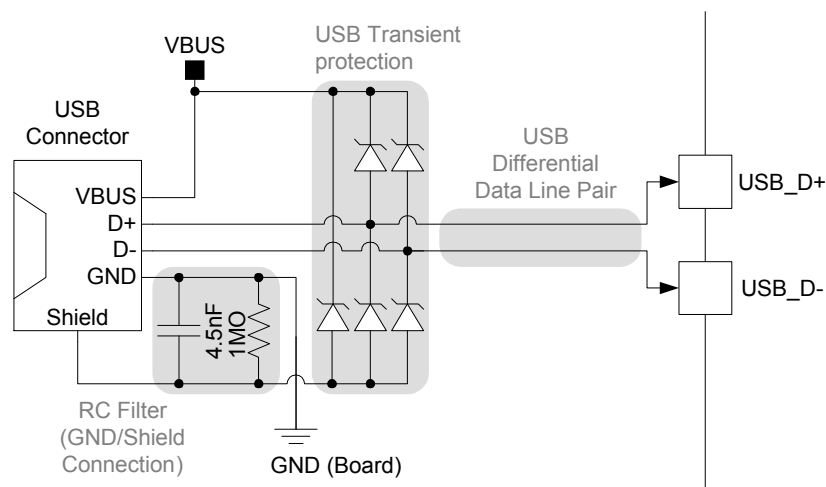 VBUS
USB Transient
protection
USB
Connector
USB
Differential
Data Line Pair
VBUS
D+
D-
GND
Shield
4.5nF
1MO
USB_D+
USB_D-
RC Filter
(GND/Shield
Connection)
GND (Board)